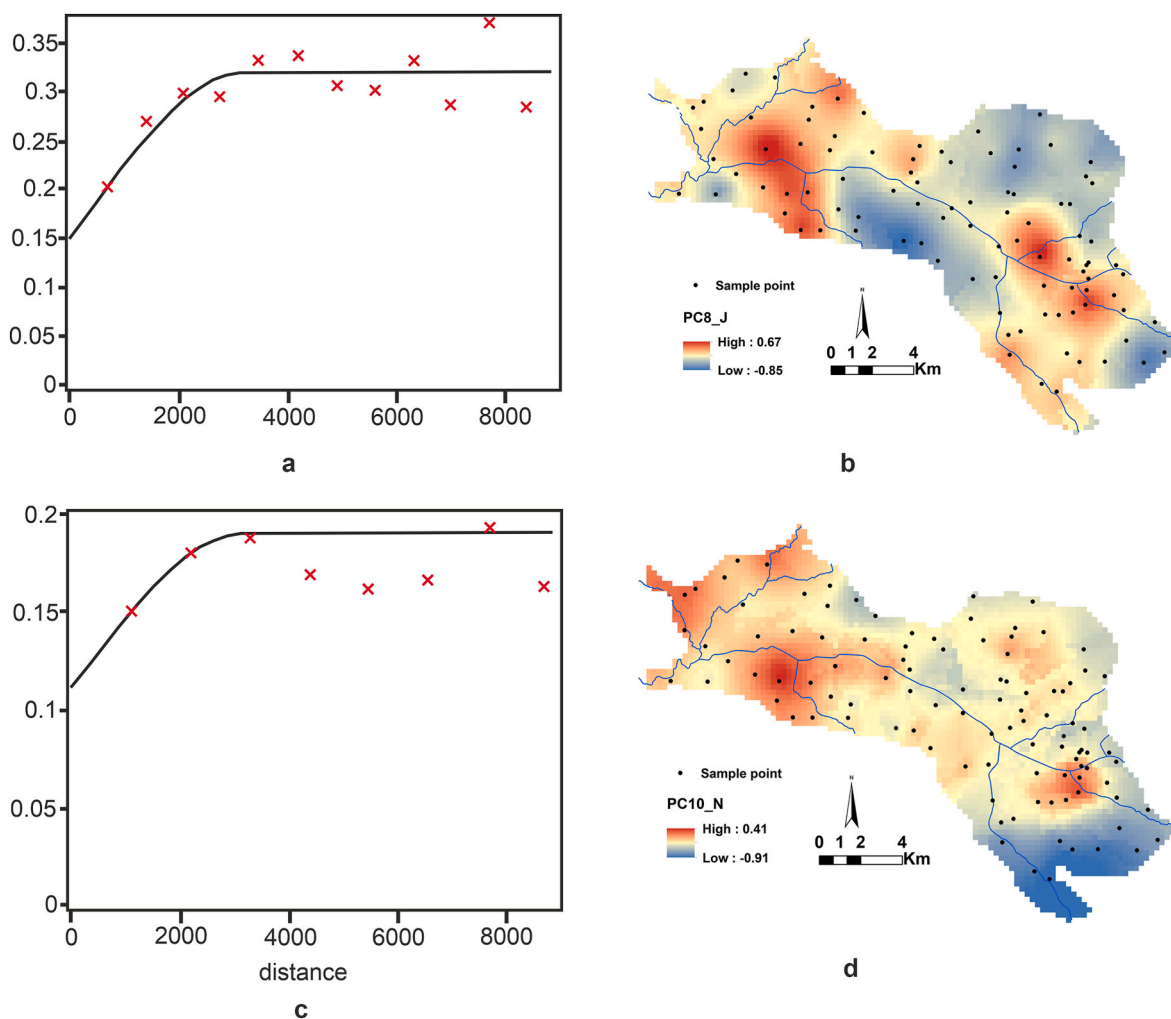 0.35
0.3
0.25
0.2
0.15
0.1
0.05
0
0 2000 4000 6000 8000
a
Sample point
N
PC8_J
High : 0.67
Low : -0.85
0 1 2 4
Km
b
0.2
0.15
0.1
0.05
0
0 2000 4000 6000 8000
distance
c
Sample point
N
PC10_N
High : 0.41
Low : -0.91
0 1 2 4
Km
d